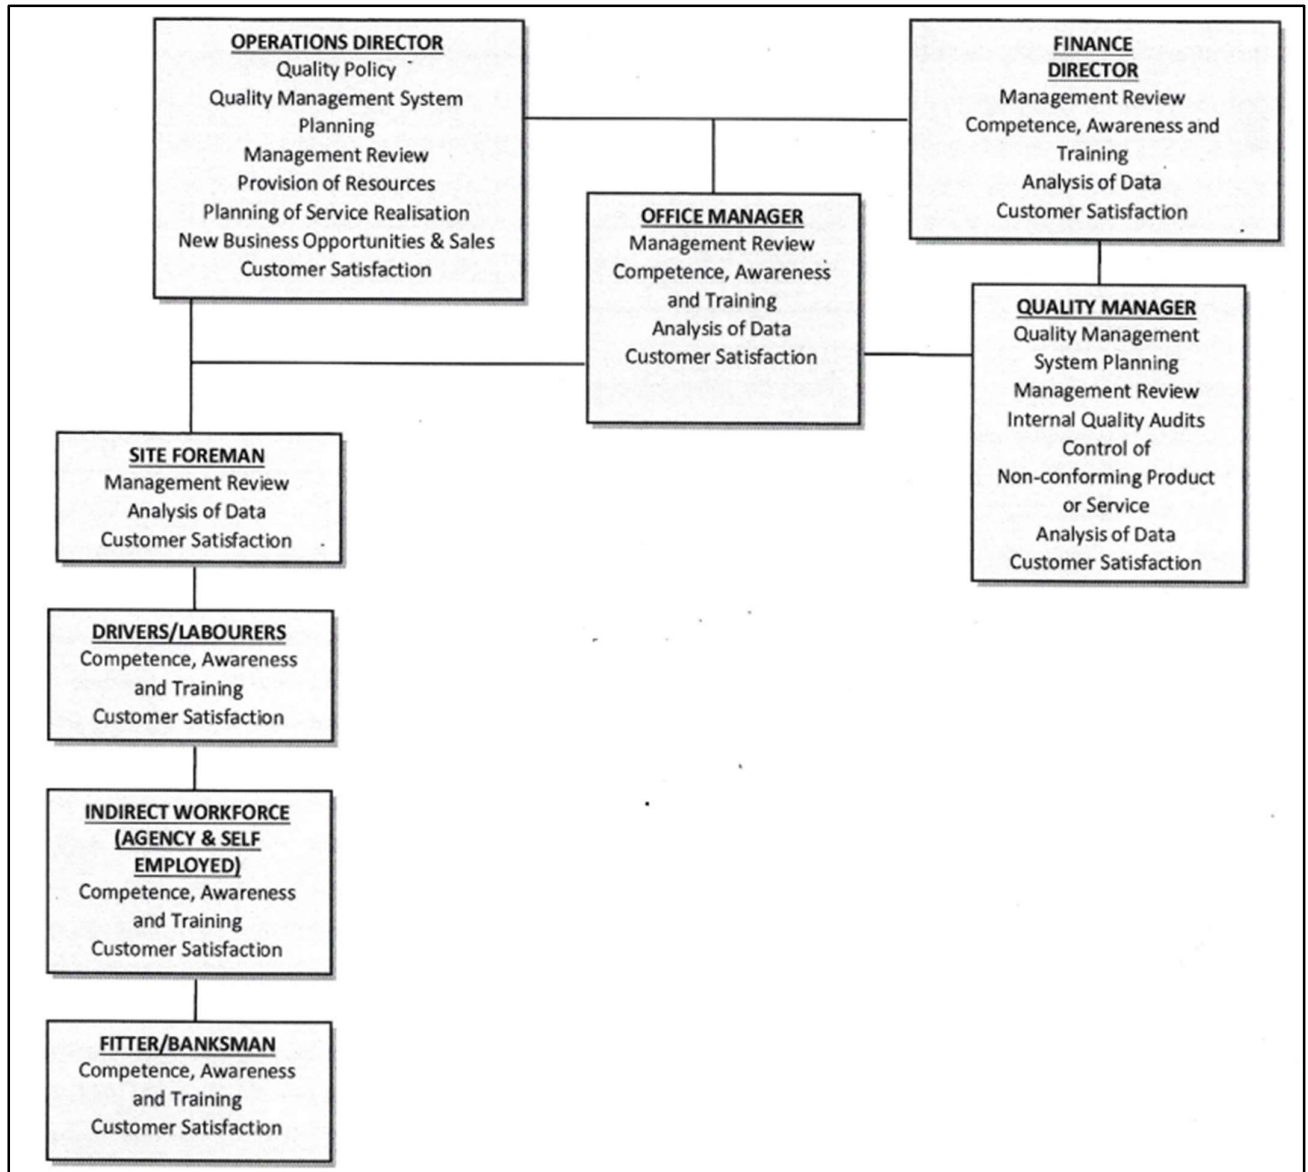 OPERATIONS DIRECTOR
Quality Policy
Quality Management System
Planning
Management Review
Provision of Resources
Planning of Service Realisation
New Business Opportunities & Sales
Customer Satisfaction
FINANCE
DIRECTOR
Management Review
Competence, Awareness and
Training
Analysis of Data
Customer Satisfaction
OFFICE MANAGER
Management Review
Competence, Awareness
and Training
Analysis of Data
Customer Satisfaction
QUALITY MANAGER
Quality Management
System Planning
Management Review
Internal Quality Audits
Control of
Non-conforming Product
or Service
Analysis of Data
Customer Satisfaction
SITE FOREMAN
Management Review
Analysis of Data
Customer Satisfaction
DRIVERS/LABOURERS
Competence, Awareness
and Training
Customer Satisfaction
INDIRECT WORKFORCE
(AGENCY & SELF
EMPLOYED)
Competence, Awareness
and Training
Customer Satisfaction
FITTER/BANKSMAN
Competence, Awareness
and Training
Customer Satisfaction